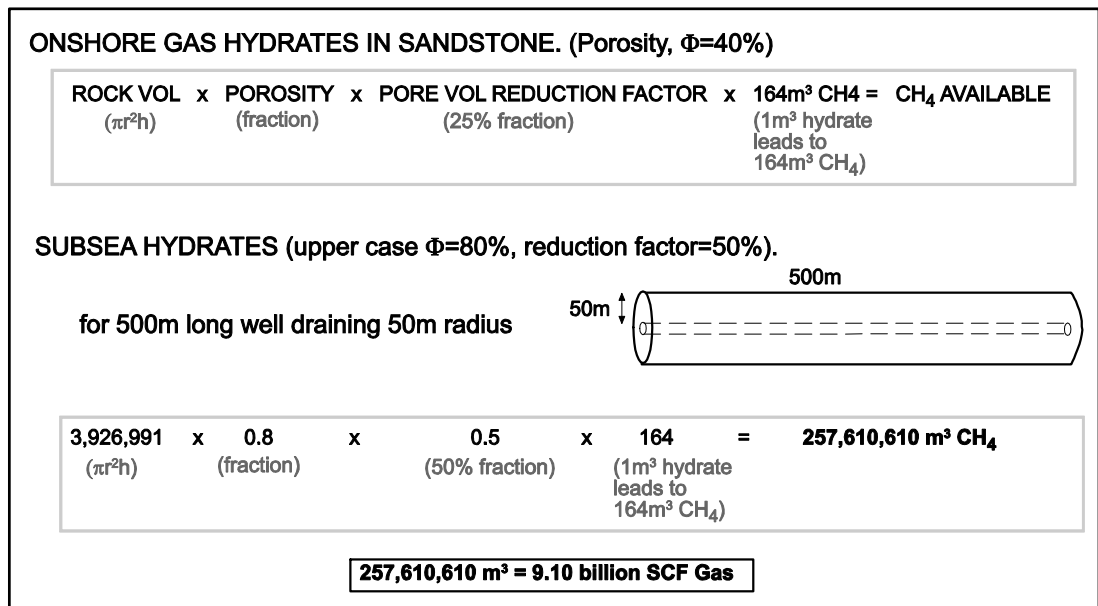 ONSHORE GAS HYDRATES IN SANDSTONE. (Porosity, Φ=40%)
ROCK VOL x POROSITY x PORE VOL REDUCTION FACTOR x 164m³ CH4 = CH₄ AVAILABLE
(πr²h) (fraction) (25% fraction) (1m³ hydrate
leads to
164m³ CH₄)
SUBSEA HYDRATES (upper case Φ=80%, reduction factor=50%).
500m
50m
for 500m long well draining 50m radius
3,926,991 x 0.8 x 0.5 x 164 = 257,610,610 m³ CH₄
(πr²h) (fraction) (50% fraction) (1m³ hydrate
leads to
164m³ CH₄)
257,610,610 m³ = 9.10 billion SCF Gas